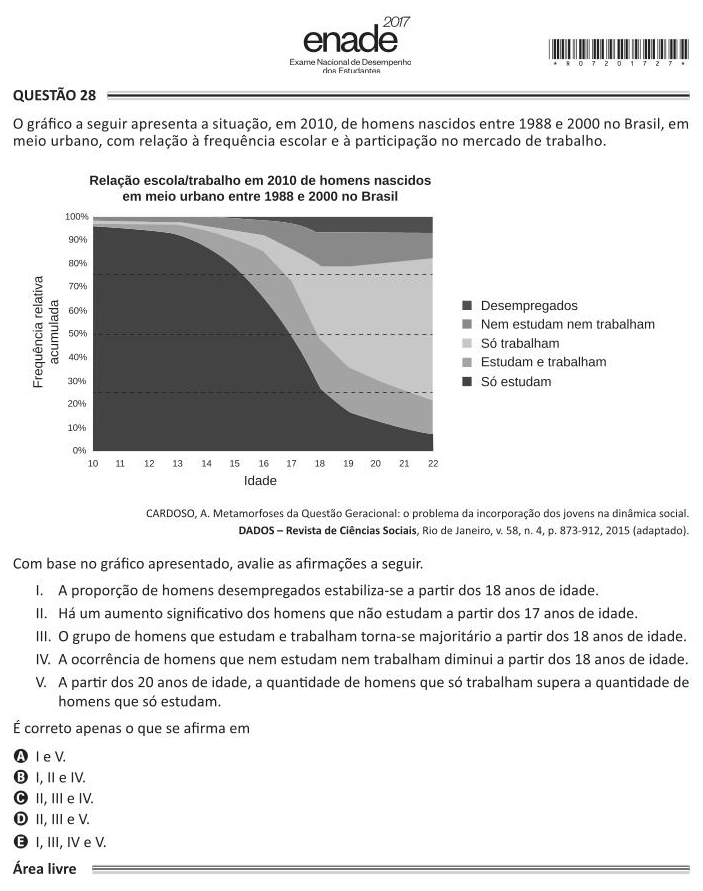 2017
enade
Exame Nacional de Desempenho
dos Estudantes
* R 0 7 2 0 1 7 2 7 *
QUESTÃO 28
O gráfico a seguir apresenta a situação, em 2010, de homens nascidos entre 1988 e 2000 no Brasil, em
meio urbano, com relação à frequência escolar e à participação no mercado de trabalho.
Relação escola/trabalho em 2010 de homens nascidos
em meio urbano entre 1988 e 2000 no Brasil
Frequência relativa
acumulada
100%
90%
80%
70%
60%
50%
40%
30%
20%
10%
0%
10 11 12 13 14 15 16 17 18 19 20 21 22
Idade
Desempregados
Nem estudam nem trabalham
Só trabalham
Estudam e trabalham
Só estudam
CARDOSO, A. Metamorfoses da Questão Geracional: o problema da incorporação dos jovens na dinâmica social.
DADOS – Revista de Ciências Sociais, Rio de Janeiro, v. 58, n. 4, p. 873-912, 2015 (adaptado).
Com base no gráfico apresentado, avalie as afirmações a seguir.
I. A proporção de homens desempregados estabiliza-se a partir dos 18 anos de idade.
II. Há um aumento significativo dos homens que não estudam a partir dos 17 anos de idade.
III. O grupo de homens que estudam e trabalham torna-se majoritário a partir dos 18 anos de idade.
IV. A ocorrência de homens que nem estudam nem trabalham diminui a partir dos 18 anos de idade.
V. A partir dos 20 anos de idade, a quantidade de homens que só trabalham supera a quantidade de
homens que só estudam.
É correto apenas o que se afirma em
A I e V.
B I, II e IV.
C II, III e IV.
D II, III e V.
E I, III, IV e V.
Área livre